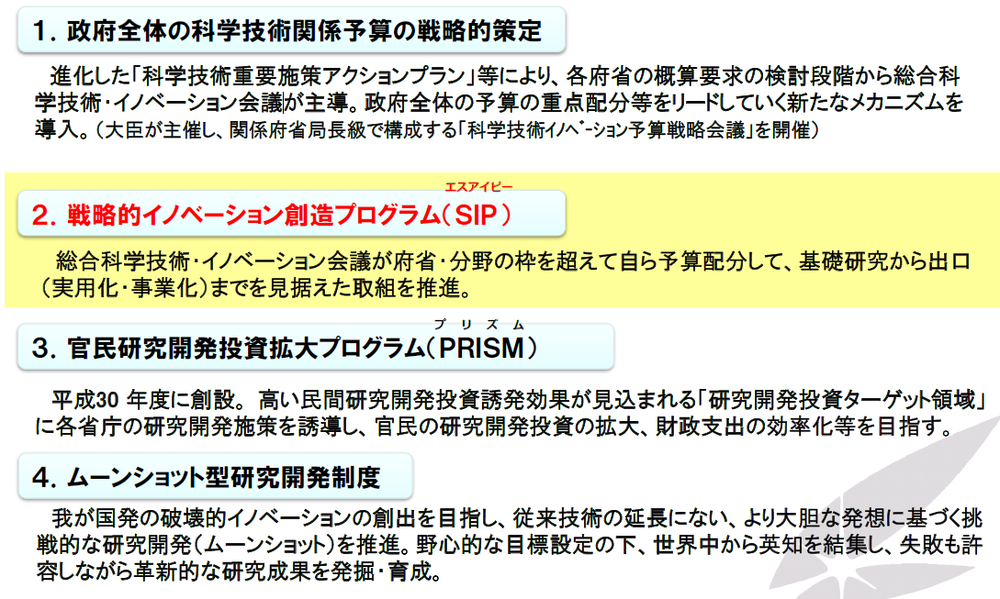 1. 政府全体の科学技術関係予算の戦略的策定
進化した「科学技術重要施策アクションプラン」等により、各府省の概算要求の検討段階から総合科
学技術・イノベーション会議が主導。政府全体の予算の重点配分等をリードしていく新たなメカニズムを
導入。（大臣が主催し、関係府省局長級で構成する「科学技術ｲﾉﾍﾞｰｼｮﾝ予算戦略会議」を開催）
エスアイピー
2. 戦略的イノベーション創造プログラム（SIP）
総合科学技術・イノベーション会議が府省・分野の枠を超えて自ら予算配分して、基礎研究から出口
（実用化・事業化）までを見据えた取組を推進。
プリズム
3. 官民研究開発投資拡大プログラム（PRISM）
平成30 年度に創設。 高い民間研究開発投資誘発効果が見込まれる「研究開発投資ターゲット領域」
に各省庁の研究開発施策を誘導し、官民の研究開発投資の拡大、財政支出の効率化等を目指す。
4. ムーンショット型研究開発制度
我が国発の破壊的イノベーションの創出を目指し、従来技術の延長にない、より大胆な発想に基づく挑
戦的な研究開発（ムーンショット）を推進。野心的な目標設定の下、世界中から英知を結集し、失敗も許
容しながら革新的な研究成果を発掘・育成。